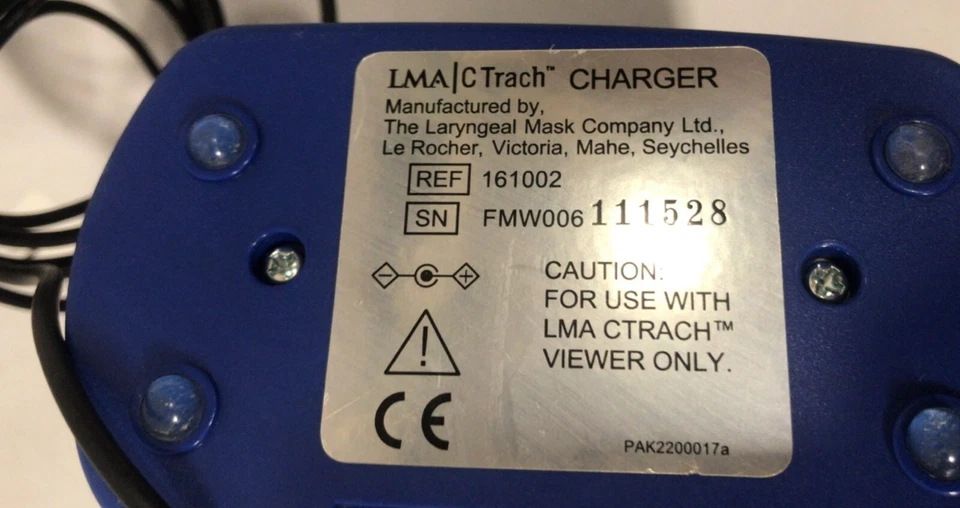 LMA|CTrach™ CHARGER
Manufactured by,
The Laryngeal Mask Company Ltd.,
Le Rocher, Victoria, Mahe, Seychelles
REF 161002
SN FMW006 111528
CAUTION:
FOR USE WITH
LMA CTRACH™
VIEWER ONLY.
CE
PAK2200017a